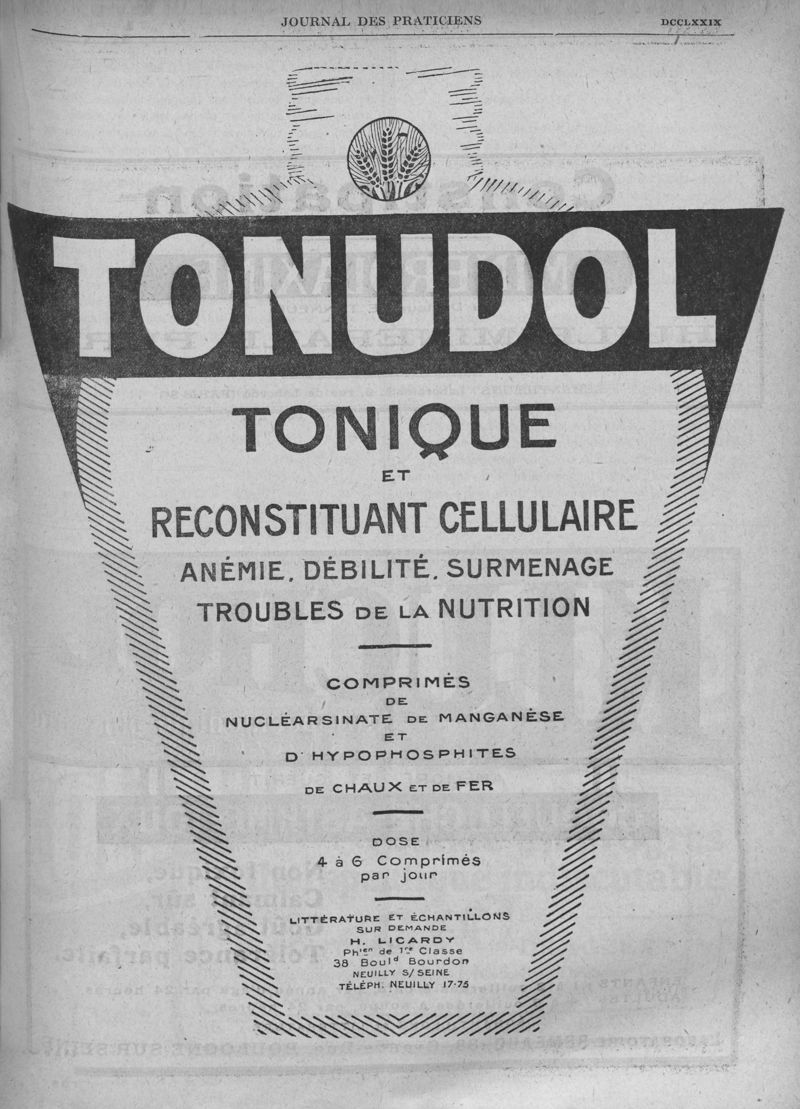 JOURNAL DES PRATICIENS DCCLXXIX
TONUDOL
TONIQUE
ET
RECONSTITUANT CELLULAIRE
ANÉMIE, DÉBILITÉ, SURMENAGE
TROUBLES DE LA NUTRITION
COMPRIMÉS
DE
NUCLÉARSINATE DE MANGANÈSE
ET
D'HYPOPHOSPHITES
DE CHAUX ET DE FER
DOSE
4 à 6 Comprimés
par jour
LITTÉRATURE ET ÉCHANTILLONS
SUR DEMANDE
H. LICARDY
Phien de 1re Classe
38 Bould Bourdon
NEUILLY S/SEINE
TÉLÉPH: NEUILLY 17-75